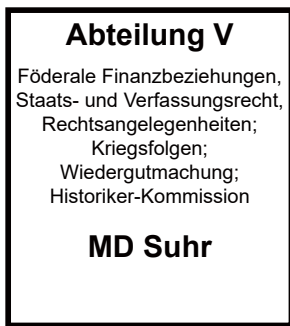 Abteilung V
Föderale Finanzbeziehungen,
Staats- und Verfassungsrecht,
Rechtsangelegenheiten;
Kriegsfolgen;
Wiedergutmachung;
Historiker-Kommission
MD Suhr